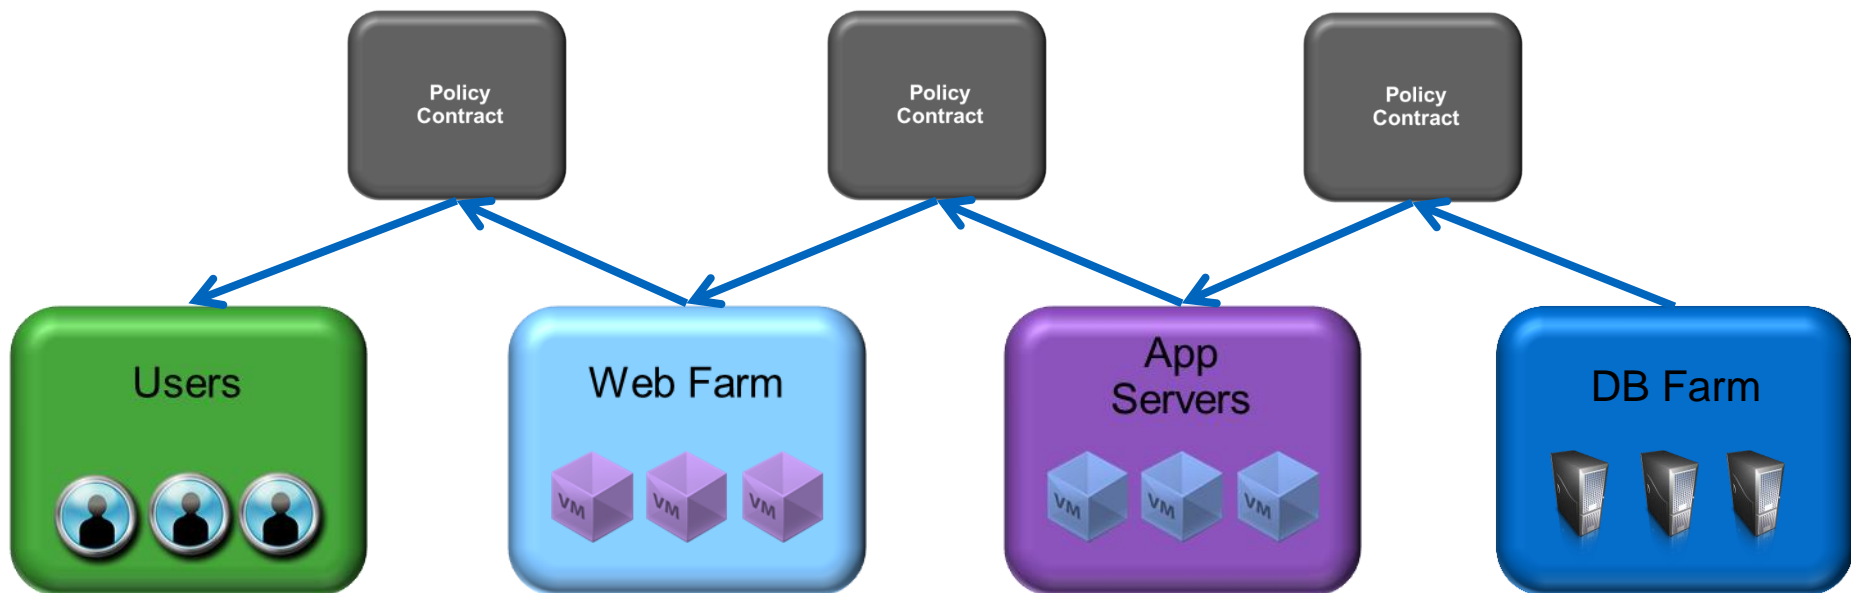 Policy
Contract
Policy
Contract
Policy
Contract
Users
Web Farm
App
Servers
DB Farm
VM
VM
VM
VM
VM
VM